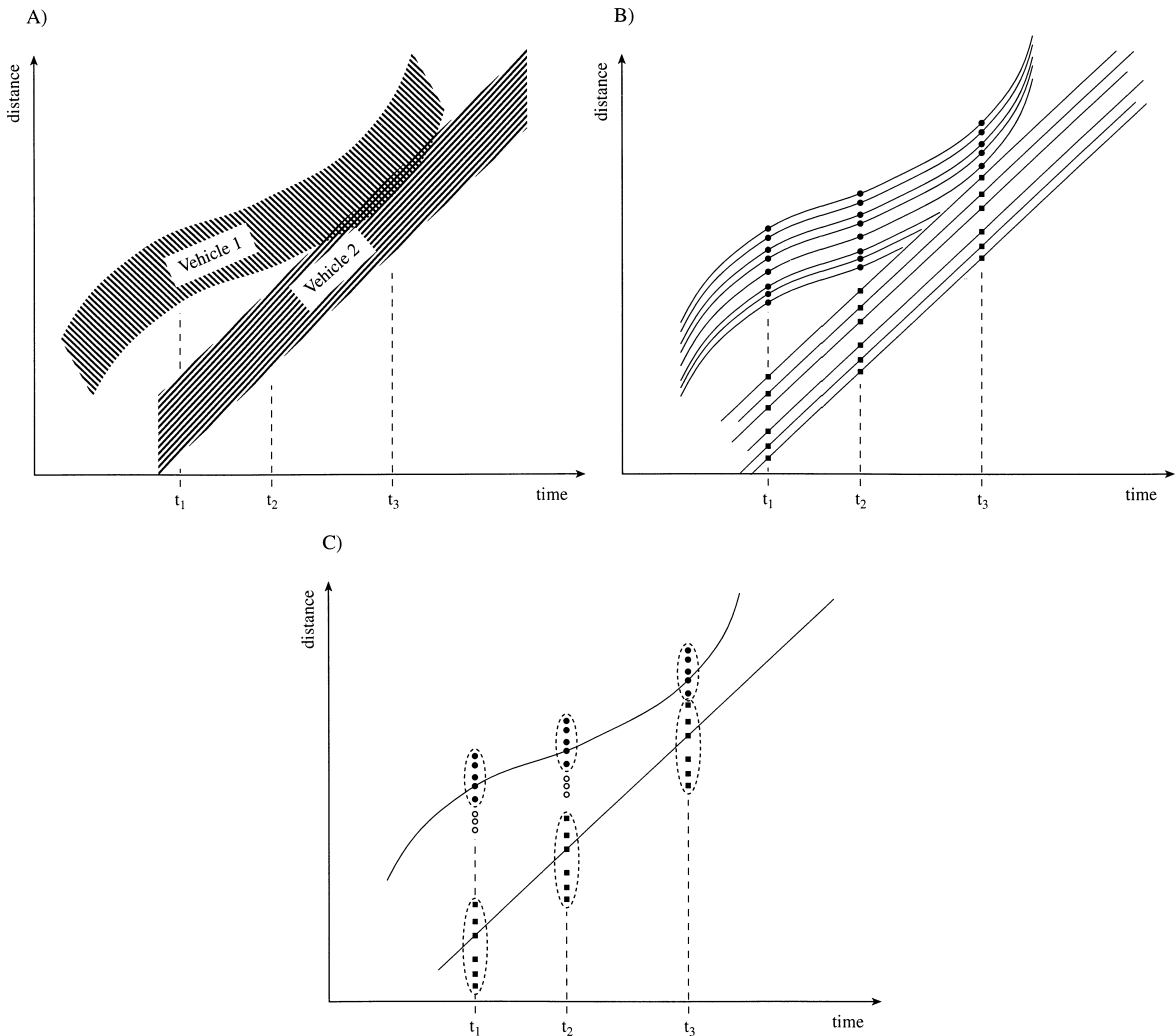 A)
distance
Vehicle 1
Vehicle 2
t1
t2
t3
time
B)
distance
t1
t2
t3
time
C)
distance
t1
t2
t3
time